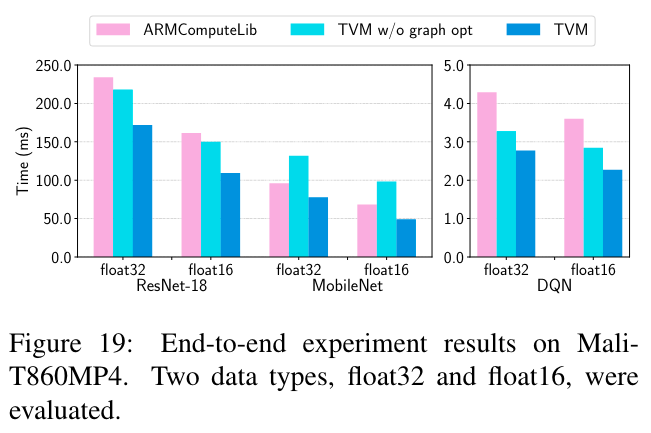 ARMComputeLib TVM w/o graph opt TVM
250.0
200.0
150.0
100.0
50.0
0.0
Time (ms)
float32 float16 float32 float16
ResNet-18 MobileNet
5.0
4.0
3.0
2.0
1.0
0.0
float32 float16
DQN
Figure 19: End-to-end experiment results on Mali-
T860MP4. Two data types, float32 and float16, were
evaluated.